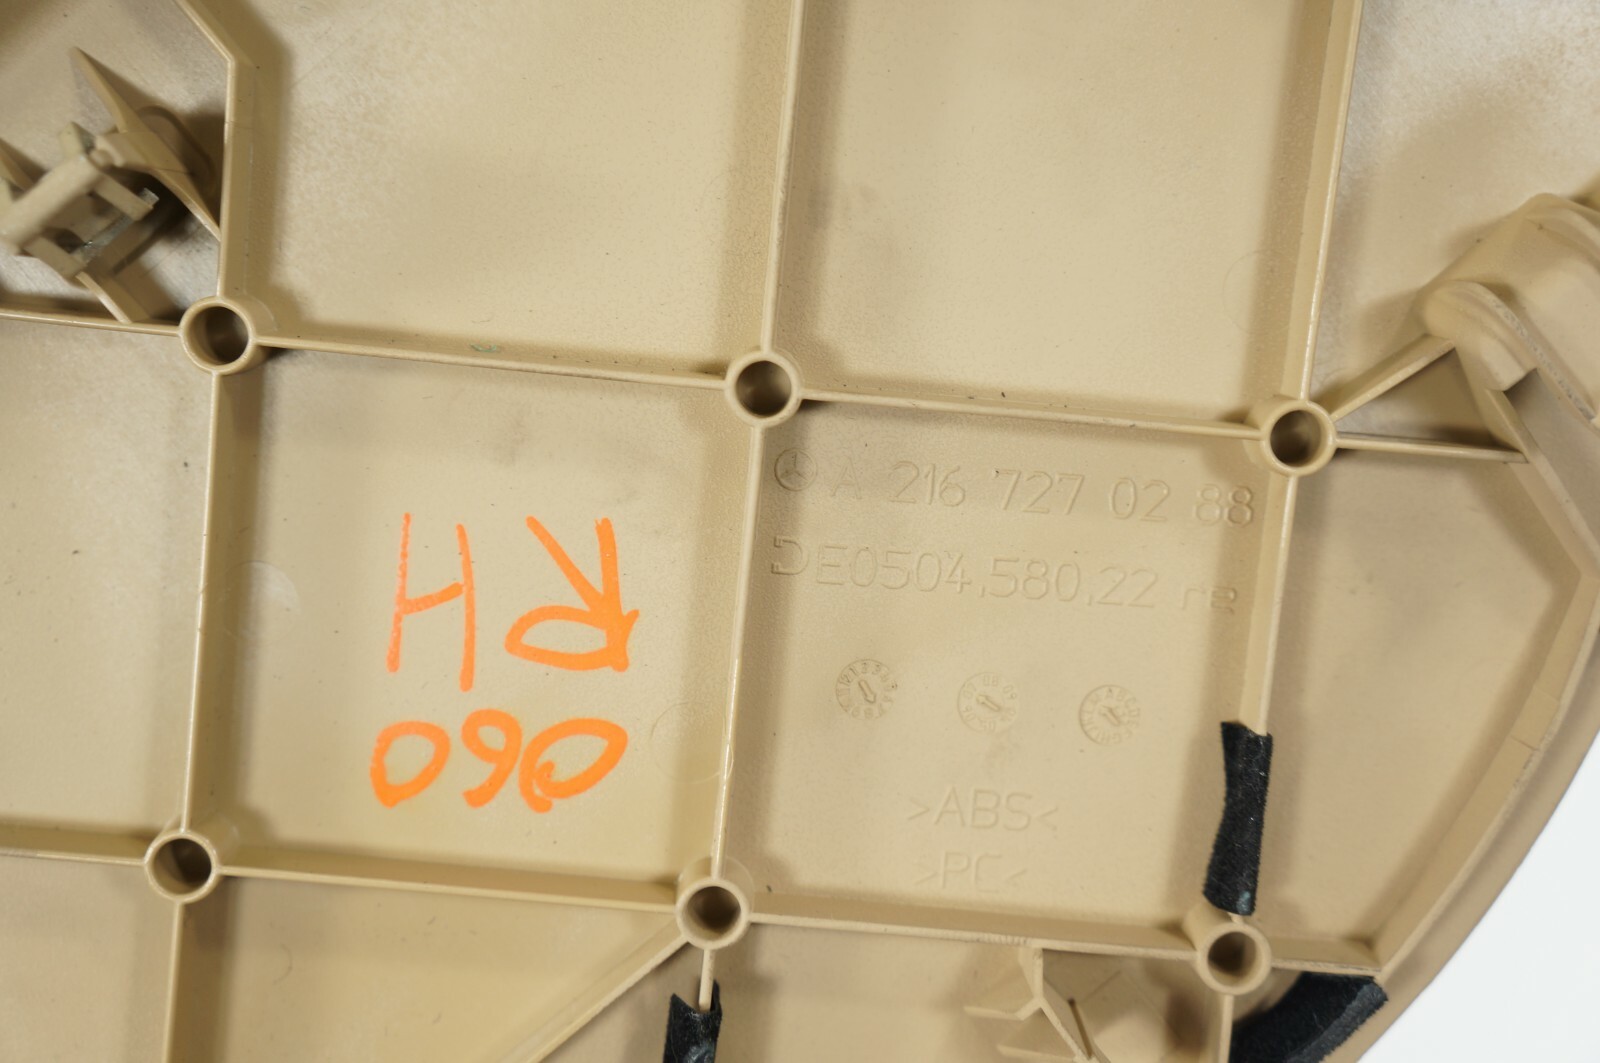 A 216 727 02 88
DE0504.580.22 re
>ABS<
>PC<
RH
060